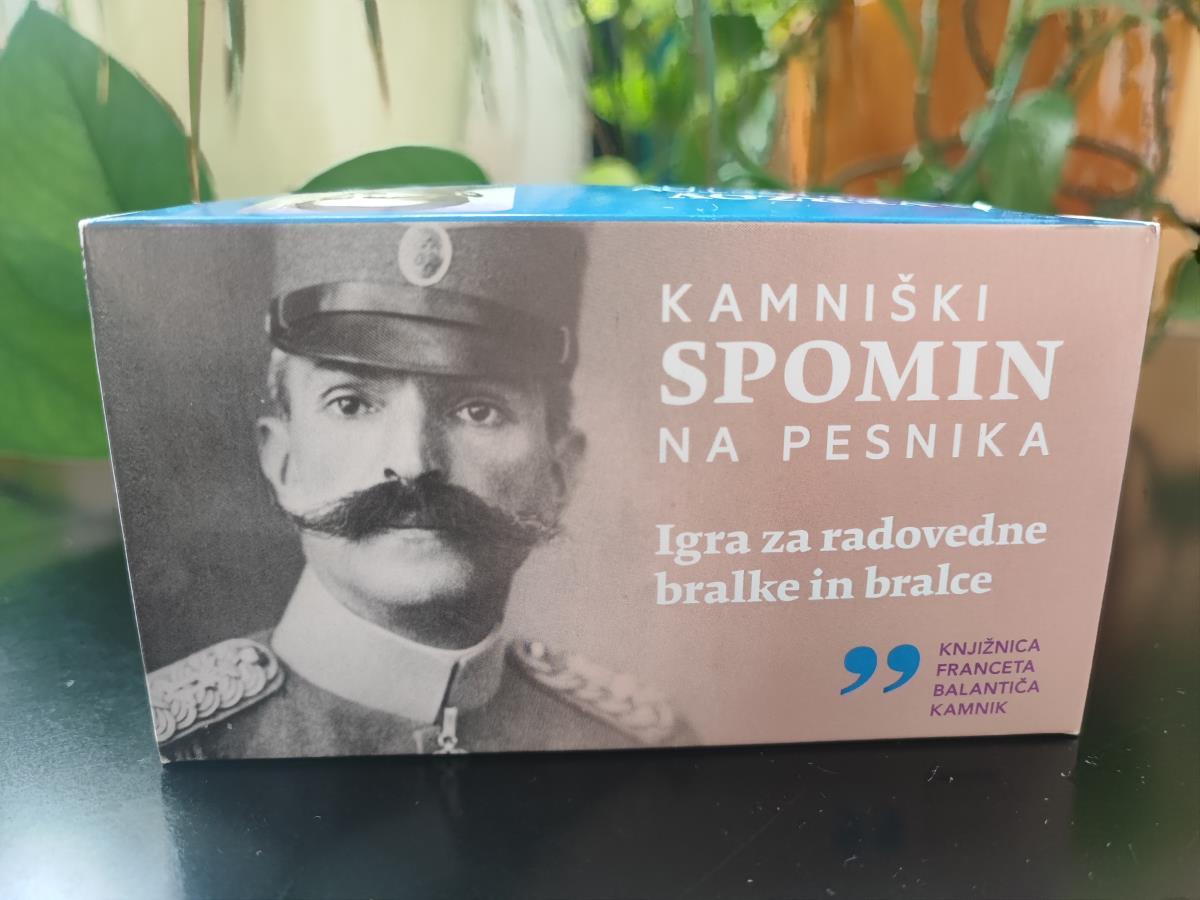 KAMNIŠKI
SPOMIN
NA PESNIKA
Igra za radovedne
bralke in bralce
KNJIŽNICA
FRANCETA
BALANTIČA
KAMNIK